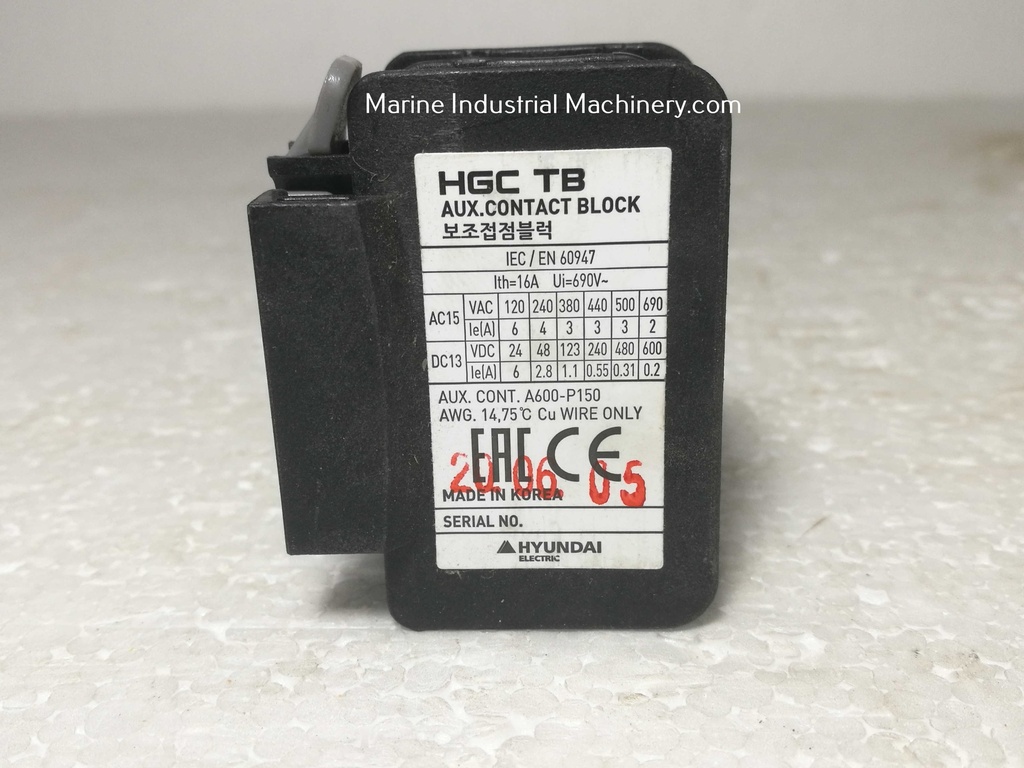 Marine Industrial Machinery.com
HGC TB
AUX.CONTACT BLOCK
보조접점블럭
IEC / EN 60947
Ith=16A Ui=690V~
AC15 VAC 120 240 380 440 500 690
Ie(A) 6 4 3 3 3 2
DC13 VDC 24 48 123 240 480 600
Ie(A) 6 2.8 1.1 0.55 0.31 0.2
AUX. CONT. A600-P150
AWG. 14,75℃ Cu WIRE ONLY
EAC CE
20.06. 05
MADE IN KOREA
SERIAL NO.
HYUNDAI
ELECTRIC